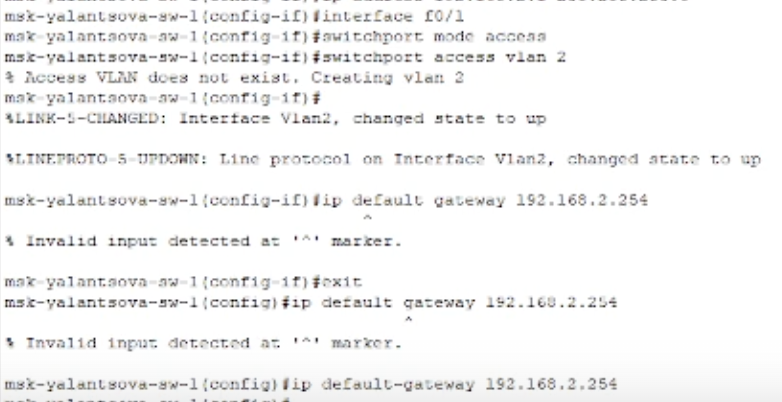 msk-yalantsova-sw-1(config-if)#interface f0/1
msk-yalantsova-sw-1(config-if)#switchport mode access
msk-yalantsova-sw-1(config-if)#switchport access vlan 2
% Access VLAN does not exist. Creating vlan 2
msk-yalantsova-sw-1(config-if)#
%LINK-5-CHANGED: Interface Vlan2, changed state to up
%LINEPROTO-5-UPDOWN: Line protocol on Interface Vlan2, changed state to up
msk-yalantsova-sw-1(config-if)#ip default gateway 192.168.2.254
^
% Invalid input detected at '^' marker.
msk-yalantsova-sw-1(config-if)#exit
msk-yalantsova-sw-1(config)#ip default gateway 192.168.2.254
^
% Invalid input detected at '^' marker.
msk-yalantsova-sw-1(config)#ip default-gateway 192.168.2.254